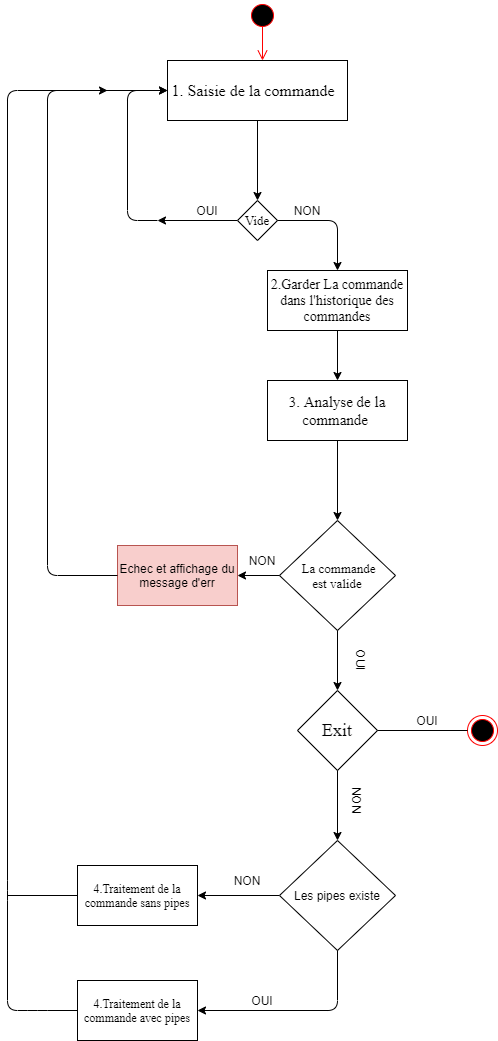 1. Saisie de la commande
OUI
Vide
NON
2.Garder La commande
dans l'historique des
commandes
3. Analyse de la
commande
La commande
est valide
NON
Echec et affichage du
message d'err
OUI
Exit
OUI
NON
Les pipes existe
NON
4.Traitement de la
commande sans pipes
OUI
4.Traitement de la
commande avec pipes